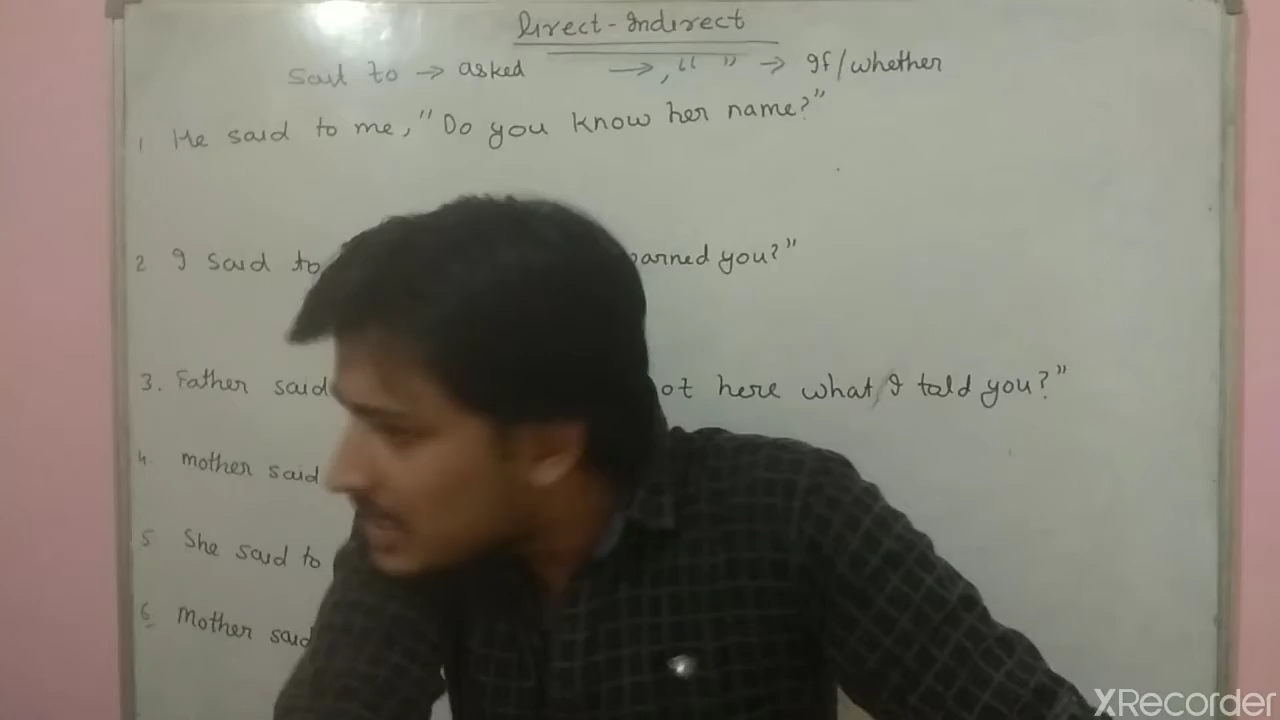 Direct - Indirect
Said to → asked → , " " → If/whether
1 He said to me, "Do you know her name?"
2 I said to you?"
3. Father said here what I told you?"
4. mother said
5 She said to
6. Mother said
XRecorder